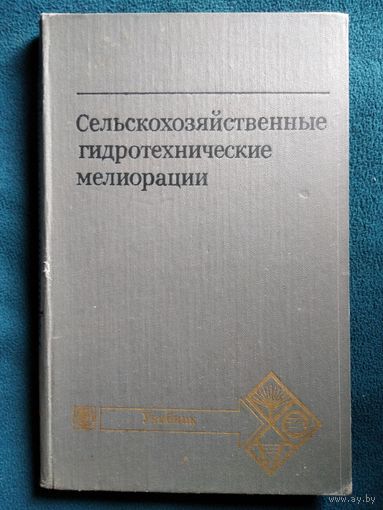 Сельскохозяйственные
гидротехнические
мелиорации
Учебник
www.ay.by